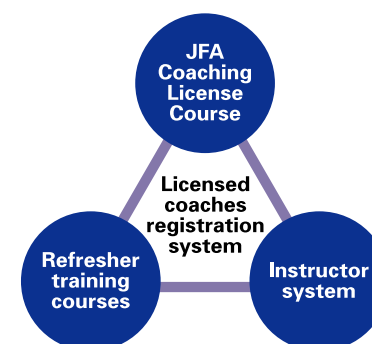 JFA
Coaching
License
Course
Licensed
coaches
registration
system
Refresher
training
courses
Instructor
system